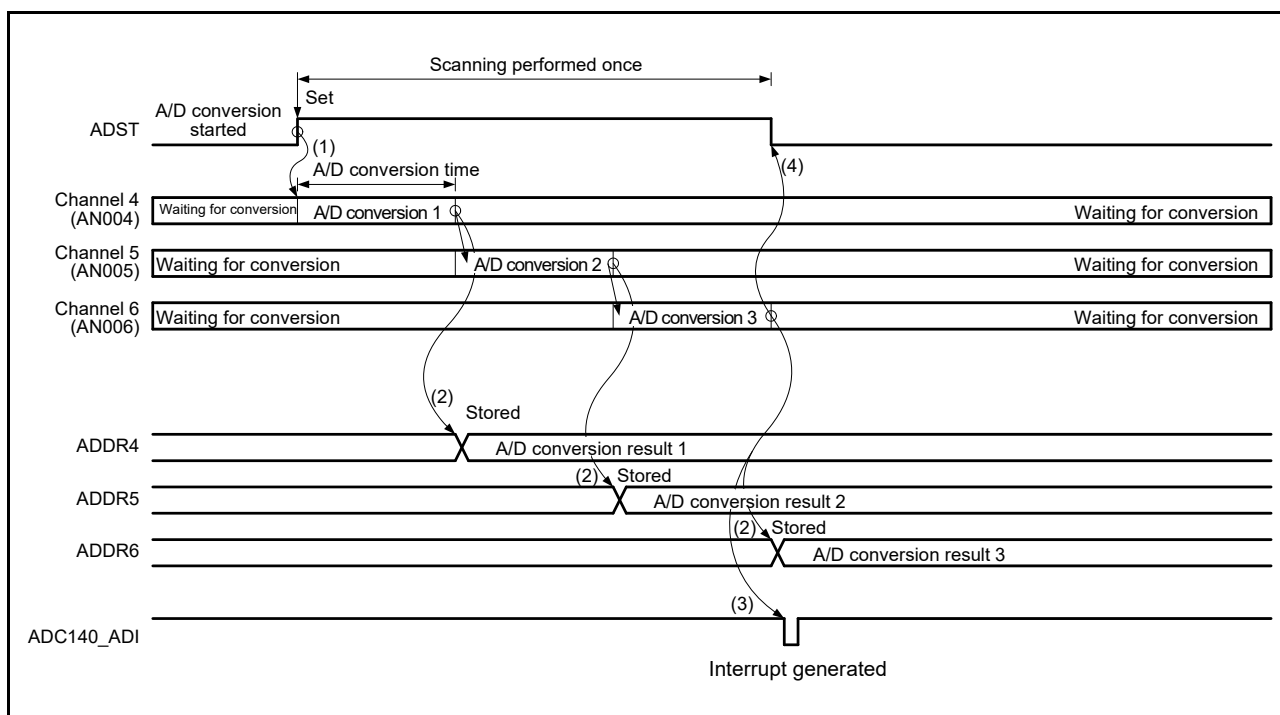 Scanning performed once
Set
A/D conversion
started
ADST
(1)
(4)
A/D conversion time
Channel 4
(AN004)
Waiting for conversion
A/D conversion 1
Waiting for conversion
Channel 5
(AN005)
Waiting for conversion
A/D conversion 2
Waiting for conversion
Channel 6
(AN006)
Waiting for conversion
A/D conversion 3
Waiting for conversion
(2)
Stored
ADDR4
A/D conversion result 1
(2)
Stored
ADDR5
A/D conversion result 2
(2)
Stored
ADDR6
A/D conversion result 3
(3)
ADC140_ADI
Interrupt generated